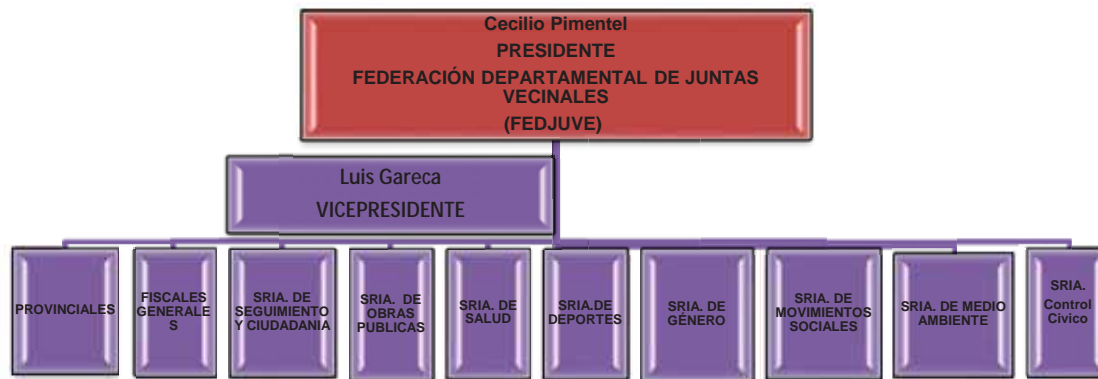 Cecilio Pimentel
PRESIDENTE
FEDERACIÓN DEPARTAMENTAL DE JUNTAS
VECINALES
(FEDJUVE)
Luis Gareca
VICEPRESIDENTE
PROVINCIALES
FISCALES
GENERALE
S
SRIA. DE
SEGUIMIENTO
Y CIUDADANIA
SRIA. DE
OBRAS
PUBLICAS
SRIA. DE
SALUD
SRIA.DE
DEPORTES
SRIA. DE
GÉNERO
SRIA. DE
MOVIMIENTOS
SOCIALES
SRIA. DE MEDIO
AMBIENTE
SRIA.
Control
Civico